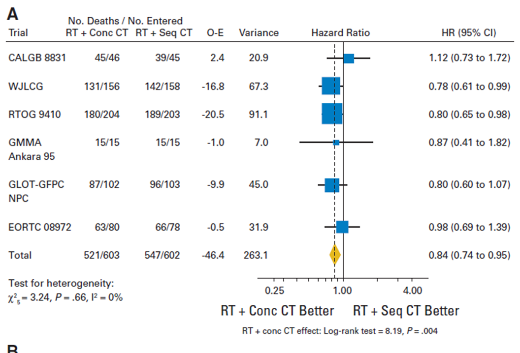 A
No. Deaths / No. Entered
Trial RT + Conc CT RT + Seq CT O-E Variance Hazard Ratio HR (95% CI)
CALGB 8831 45/46 39/45 2.4 20.9 1.12 (0.73 to 1.72)
WJLCG 131/156 142/158 -16.8 67.3 0.78 (0.61 to 0.99)
RTOG 9410 180/204 189/203 -20.5 91.1 0.80 (0.65 to 0.98)
GMMA 15/15 15/15 -1.0 7.0 0.87 (0.41 to 1.82)
Ankara 95
GLOT-GFPC 87/102 96/103 -9.9 45.0 0.80 (0.60 to 1.07)
NPC
EORTC 08972 63/80 66/78 -0.5 31.9 0.98 (0.69 to 1.39)
Total 521/603 547/602 -46.4 263.1 0.84 (0.74 to 0.95)
Test for heterogeneity:
χ²₅ = 3.24, P = .66, I² = 0%
0.25 1.00 4.00
RT + Conc CT Better RT + Seq CT Better
RT + conc CT effect: Log-rank test = 8.19, P = .004
B